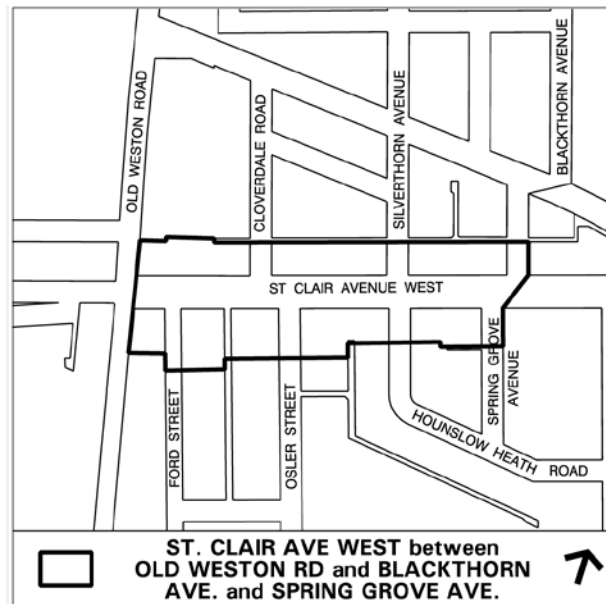 OLD WESTON ROAD
CLOVERDALE ROAD
SILVERTHORN AVENUE
BLACKTHORN AVENUE
ST CLAIR AVENUE WEST
FORD STREET
OSLER STREET
SPRING GROVE
AVENUE
HOUNSLOW HEATH ROAD
ST. CLAIR AVE WEST between
OLD WESTON RD and BLACKTHORN
AVE. and SPRING GROVE AVE.